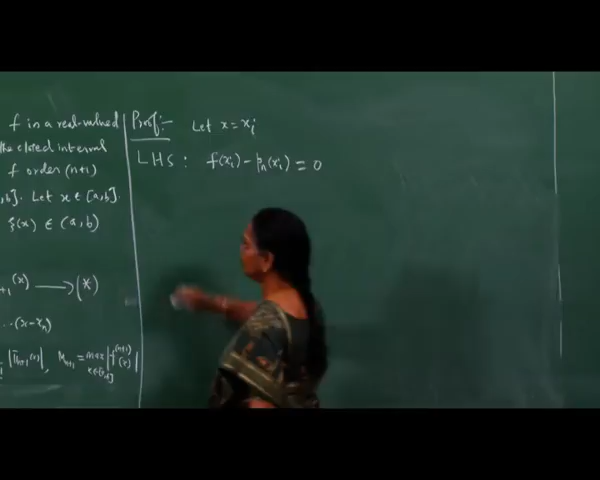 f is a real-valued
the closed interval
f order (n+1)
,b]. Let x ∈ [a,b].
ξ(x) ∈ (a,b)
n+1(x) ⟶ (*)
...(x-xₙ)
|πₙ₊₁(x)|, Mₙ₊₁ = max |f⁽ⁿ⁺¹⁾(x)|
x∈[a,b]
Proof:- Let x = xᵢ
LHS : f(xᵢ) - pₙ(xᵢ) = 0